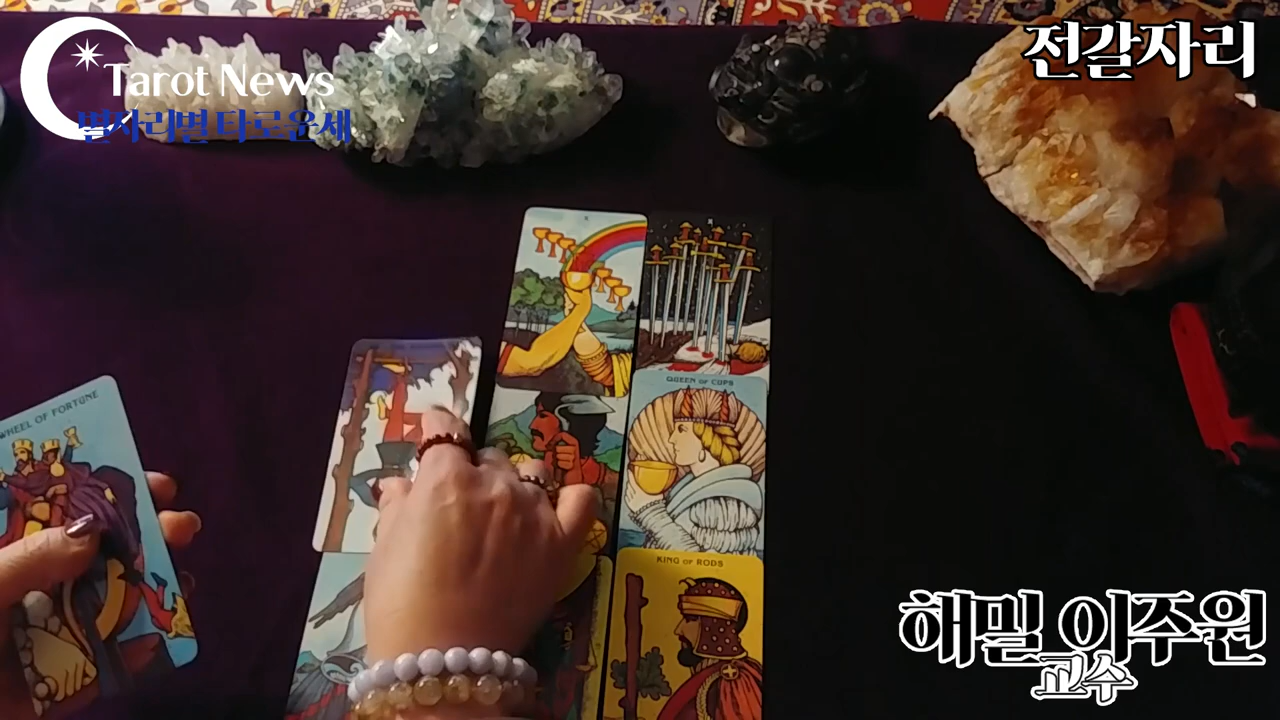 Tarot News
별자리별 타로운세
전갈자리
X
X
WHEEL OF FORTUNE
QUEEN OF CUPS
KING OF RODS
해밀 이주원
교수